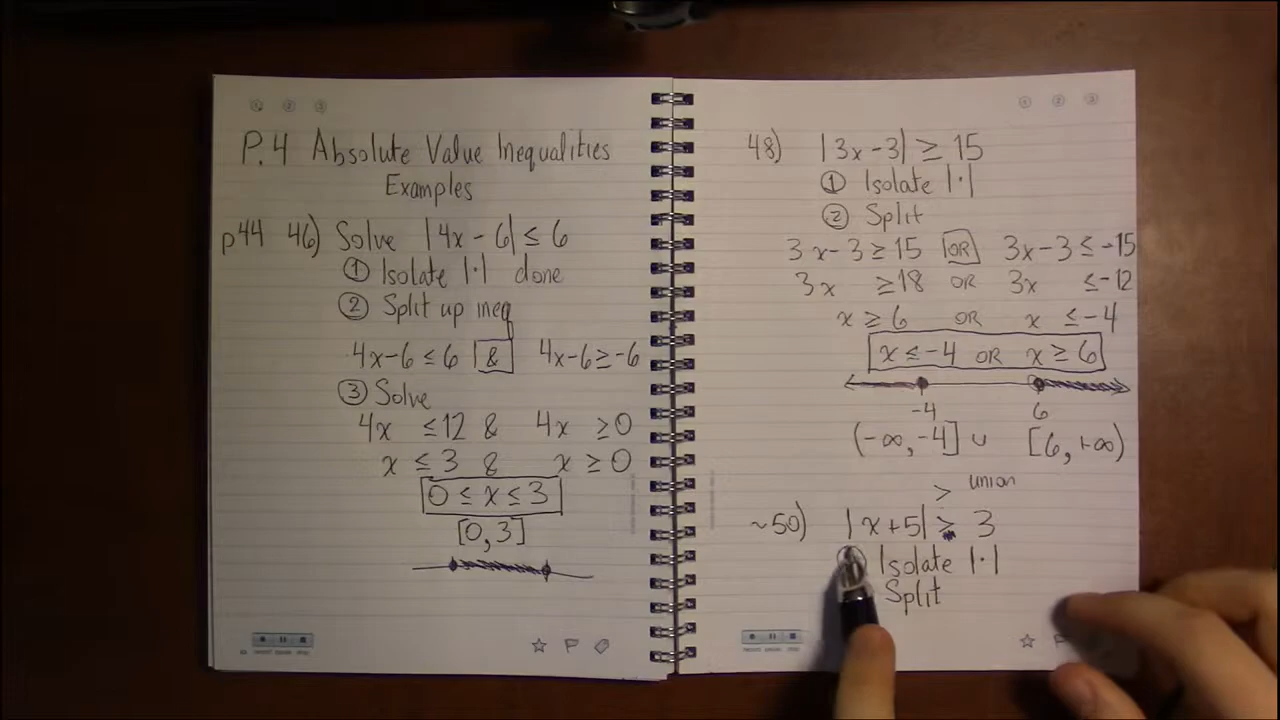 P.4 Absolute Value Inequalities
Examples
p44 46) Solve |4x - 6| ≤ 6
① Isolate |·| done
② Split up ineq
4x-6 ≤ 6 & 4x-6 ≥ -6
③ Solve
4x ≤ 12 & 4x ≥ 0
x ≤ 3 & x ≥ 0
0 ≤ x ≤ 3
[0,3]
48) |3x-3| ≥ 15
① Isolate |·|
② Split
3x-3 ≥ 15 OR 3x-3 ≤ -15
3x ≥ 18 OR 3x ≤ -12
x ≥ 6 OR x ≤ -4
x ≤ -4 OR x ≥ 6
-4 6
(-∞, -4] ∪ [6, +∞)
> union
~50) |x+5| ≥ 3
Isolate |·|
Split